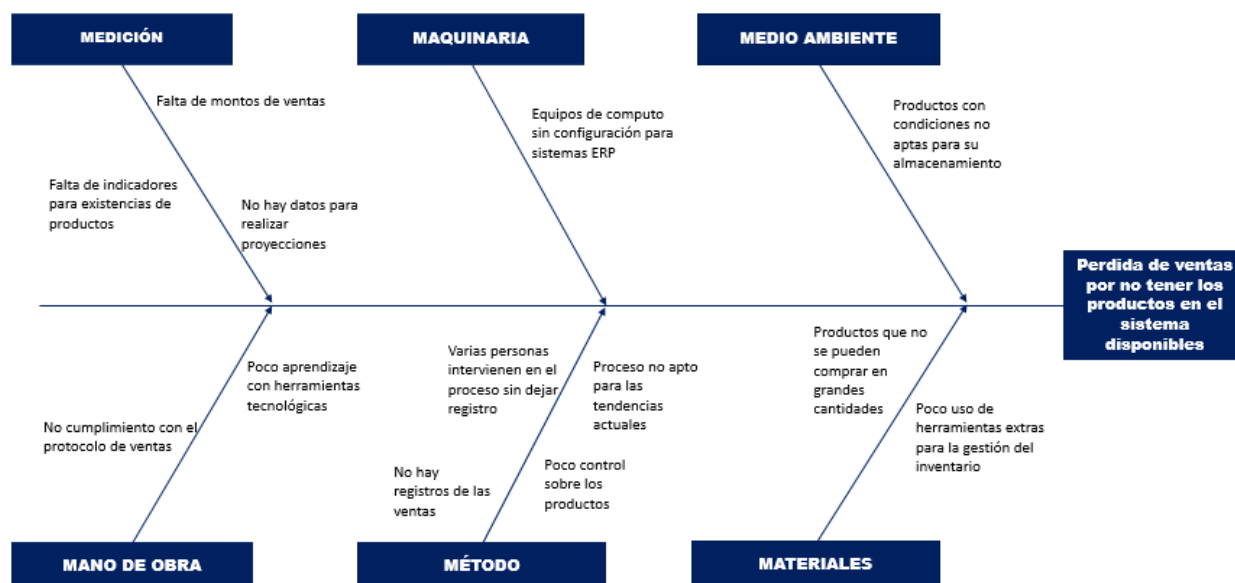 MEDICIÓN
MAQUINARIA
MEDIO AMBIENTE
Falta de montos de ventas
Falta de indicadores
para existencias de
productos
No hay datos para
realizar
proyecciones
Equipos de computo
sin configuración para
sistemas ERP
Productos con
condiciones no
aptas para su
almacenamiento
Perdida de ventas
por no tener los
productos en el
sistema
disponibles
Poco aprendizaje
con herramientas
tecnológicas
No cumplimiento con el
protocolo de ventas
Varias personas
intervienen en el
proceso sin dejar
registro
Proceso no apto
para las
tendencias
actuales
No hay
registros de las
ventas
Poco control
sobre los
productos
Productos que no
se pueden
comprar en
grandes
cantidades
Poco uso de
herramientas extras
para la gestión del
inventario
MANO DE OBRA
MÉTODO
MATERIALES